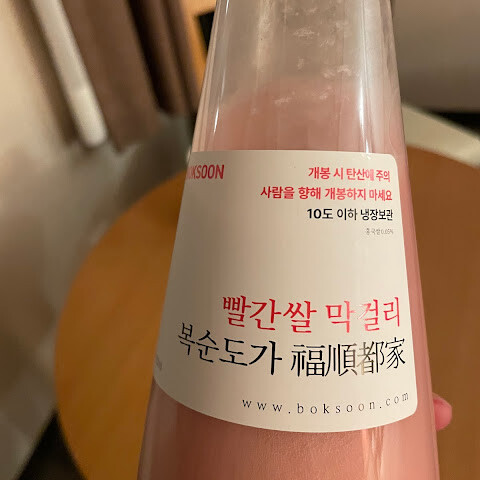 BOKSOON
개봉 시 탄산에 주의
사람을 향해 개봉하지 마세요
10도 이하 냉장보관
빨간쌀 막걸리
복순도가 福順都家
www.boksoon.com